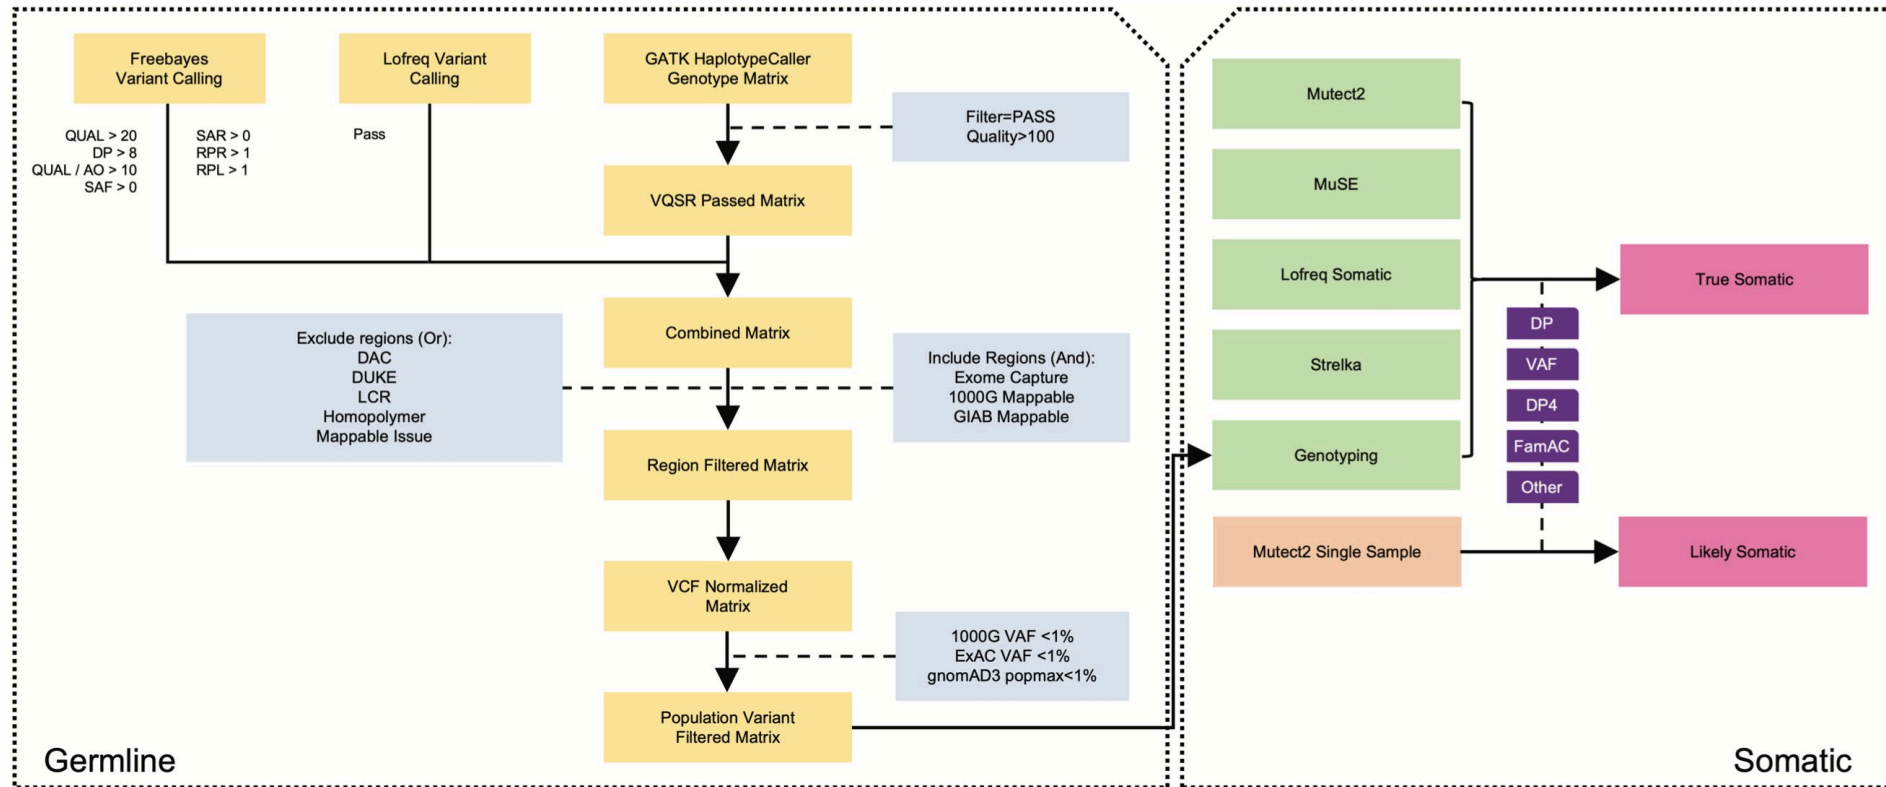 Freebayes
Variant Calling
Lofreq Variant
Calling
GATK HaplotypeCaller
Genotype Matrix
QUAL > 20
DP > 8
QUAL / AO > 10
SAF > 0
SAR > 0
RPR > 1
RPL > 1
Pass
Filter=PASS
Quality>100
VQSR Passed Matrix
Combined Matrix
Exclude regions (Or):
DAC
DUKE
LCR
Homopolymer
Mappable Issue
Include Regions (And):
Exome Capture
1000G Mappable
GIAB Mappable
Region Filtered Matrix
VCF Normalized
Matrix
1000G VAF <1%
ExAC VAF <1%
gnomAD3 popmax<1%
Population Variant
Filtered Matrix
Germline
Mutect2
MuSE
Lofreq Somatic
Strelka
Genotyping
Mutect2 Single Sample
DP
VAF
DP4
FamAC
Other
True Somatic
Likely Somatic
Somatic